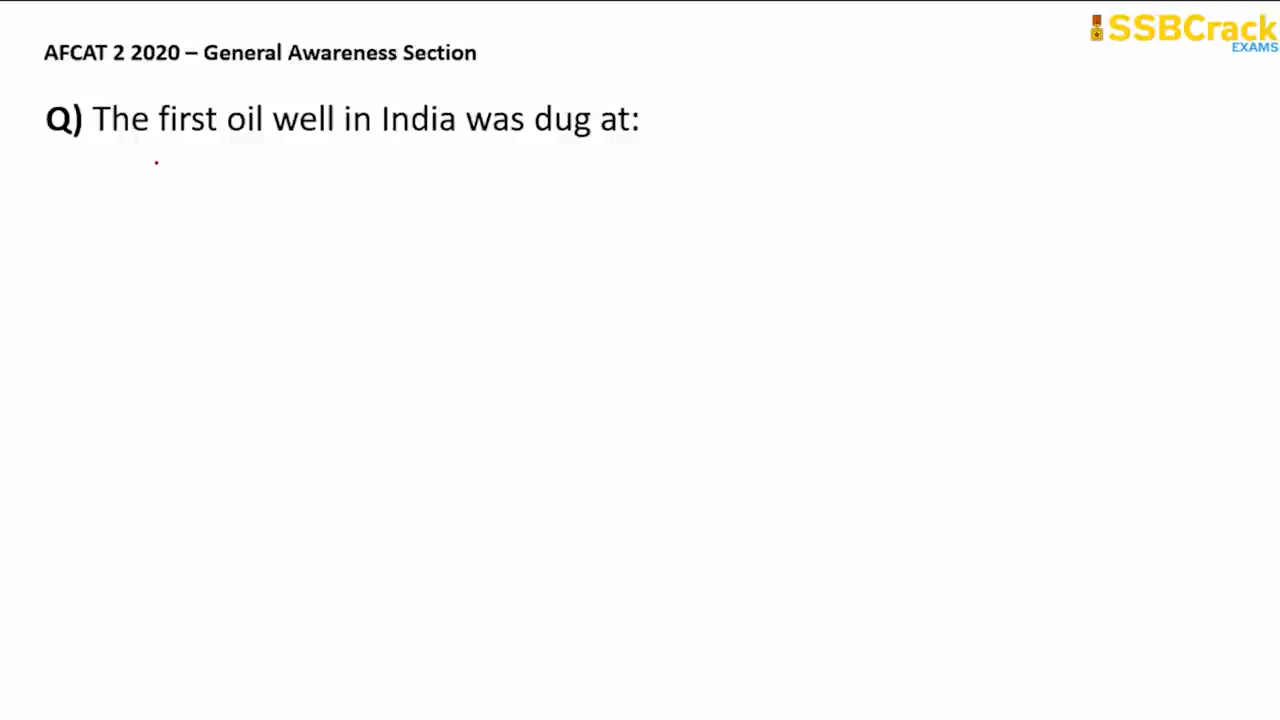 SSBCrack
EXAMS
AFCAT 2 2020 – General Awareness Section
Q) The first oil well in India was dug at: